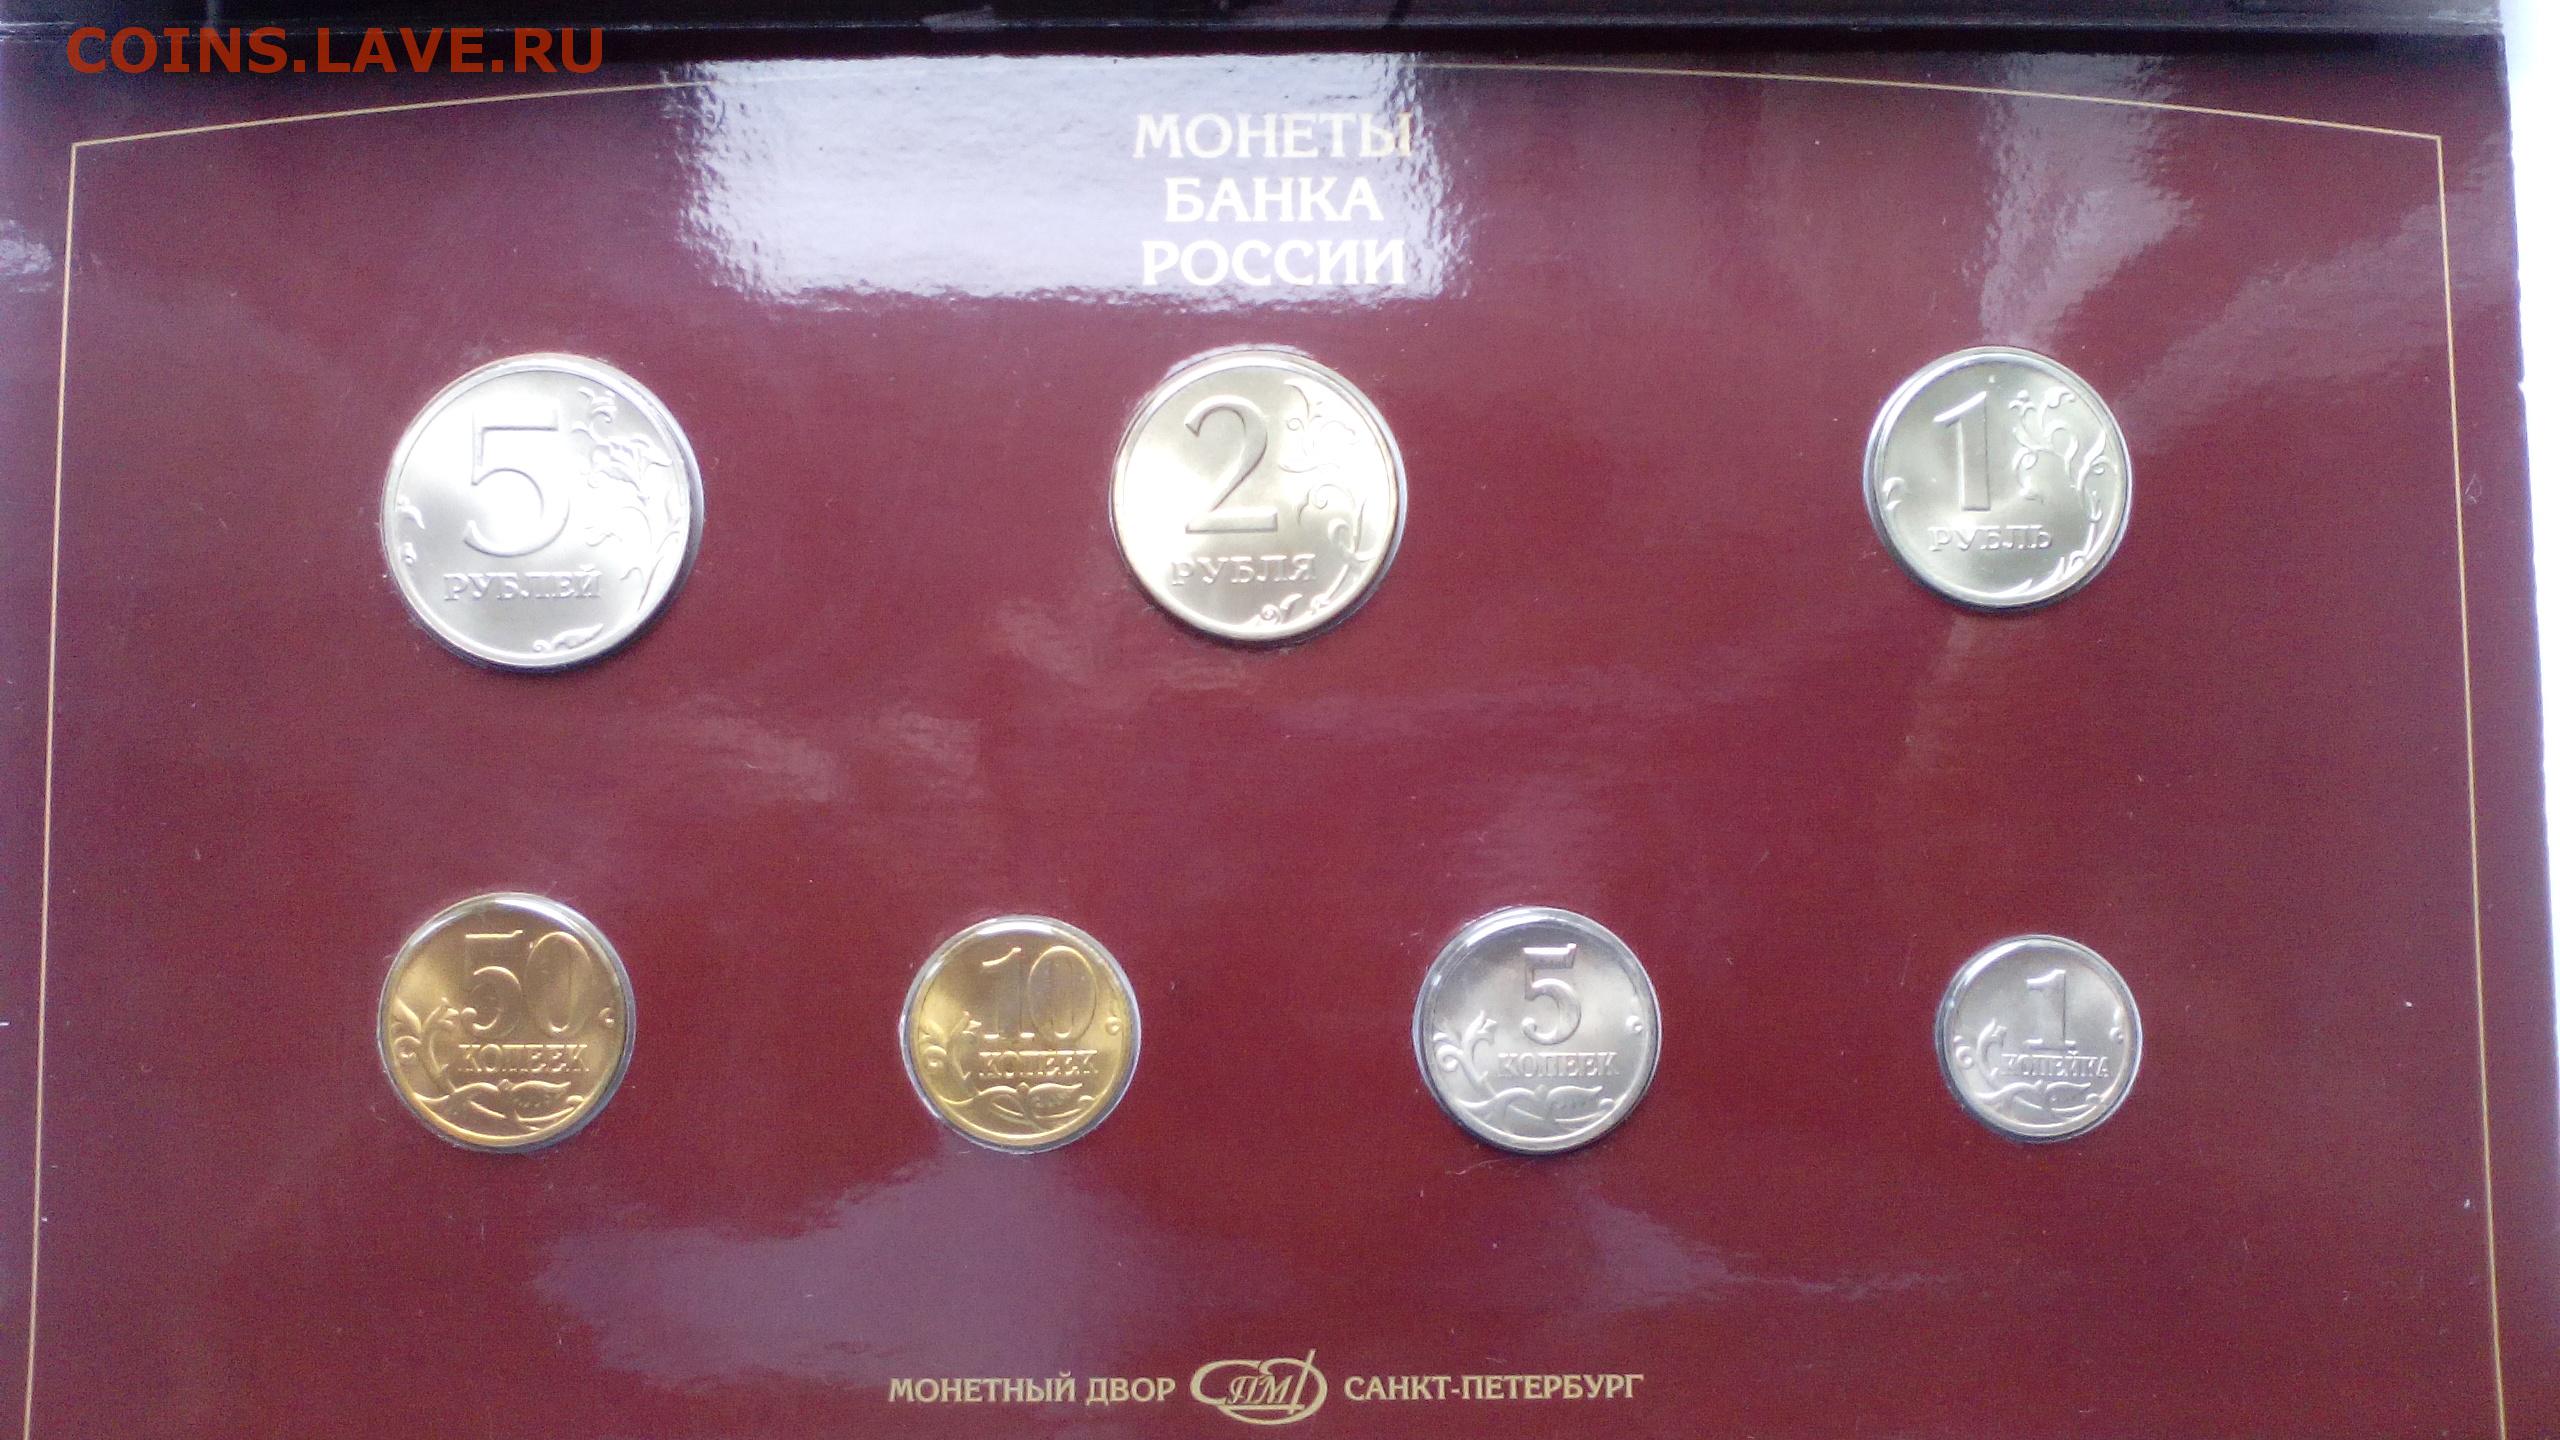 COINS.LAVE.RU
МОНЕТЫ
БАНКА
РОССИИ
5
РУБЛЕЙ
2
РУБЛЯ
1
РУБЛЬ
50
КОПЕЕК
10
КОПЕЕК
5
КОПЕЕК
1
КОПЕЙКА
МОНЕТНЫЙ ДВОР СПМД САНКТ-ПЕТЕРБУРГ